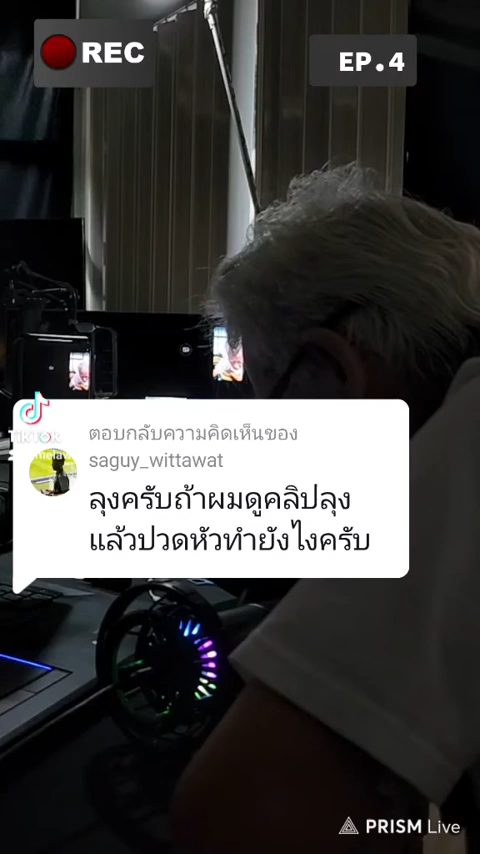 REC
EP.4
TikTok
ตอบกลับความคิดเห็นของ
saguy_wittawat
ลุงครับถ้าผมดูคลิปลุง
แล้วปวดหัวทำยังไงครับ
PRISM Live